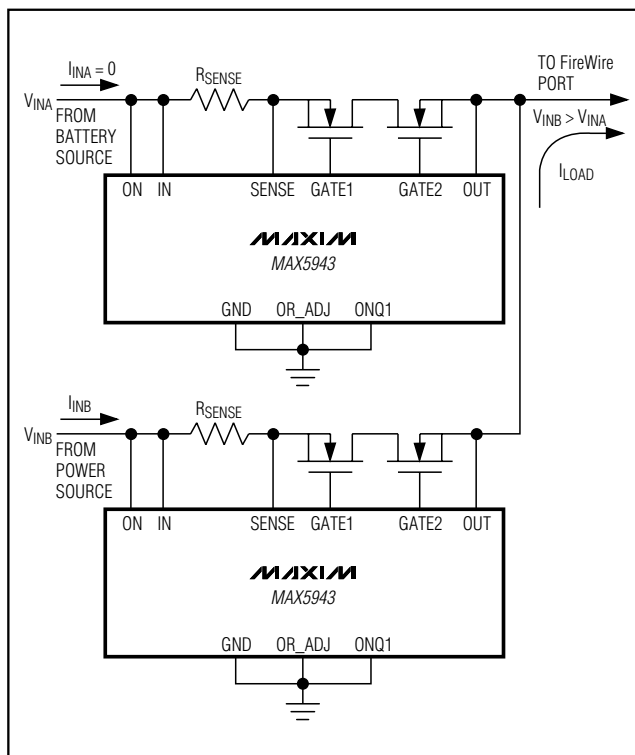 I_INA = 0
R_SENSE
TO FireWire
PORT
V_INA
FROM
BATTERY
SOURCE
V_INB > V_INA
I_LOAD
ON IN SENSE GATE1 GATE2 OUT
MAXIM
MAX5943
GND OR_ADJ ONQ1
I_INB
R_SENSE
V_INB
FROM
POWER
SOURCE
ON IN SENSE GATE1 GATE2 OUT
MAXIM
MAX5943
GND OR_ADJ ONQ1